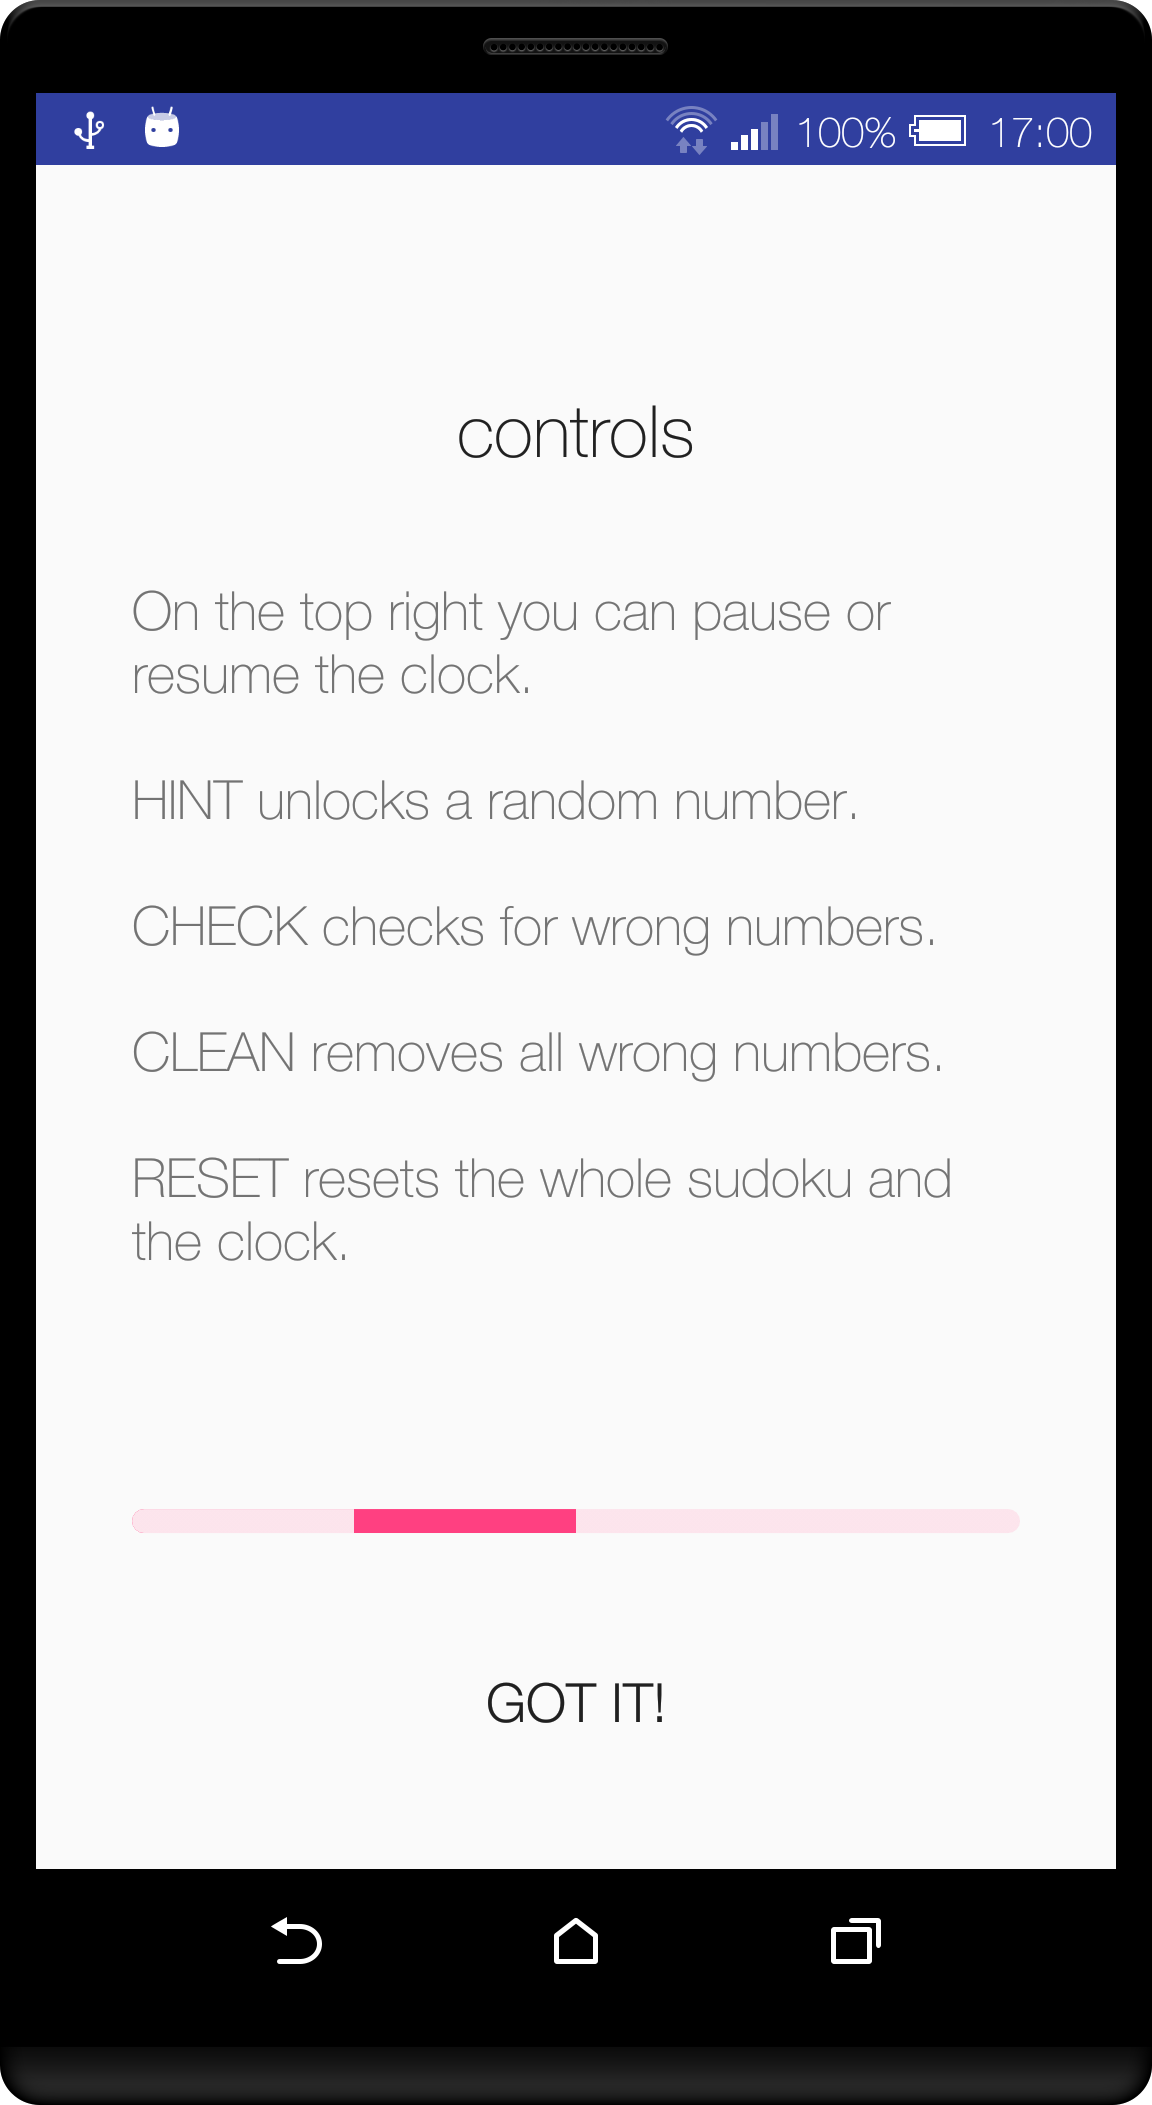 100% 17:00
controls
On the top right you can pause or
resume the clock.
HINT unlocks a random number.
CHECK checks for wrong numbers.
CLEAN removes all wrong numbers.
RESET resets the whole sudoku and
the clock.
GOT IT!